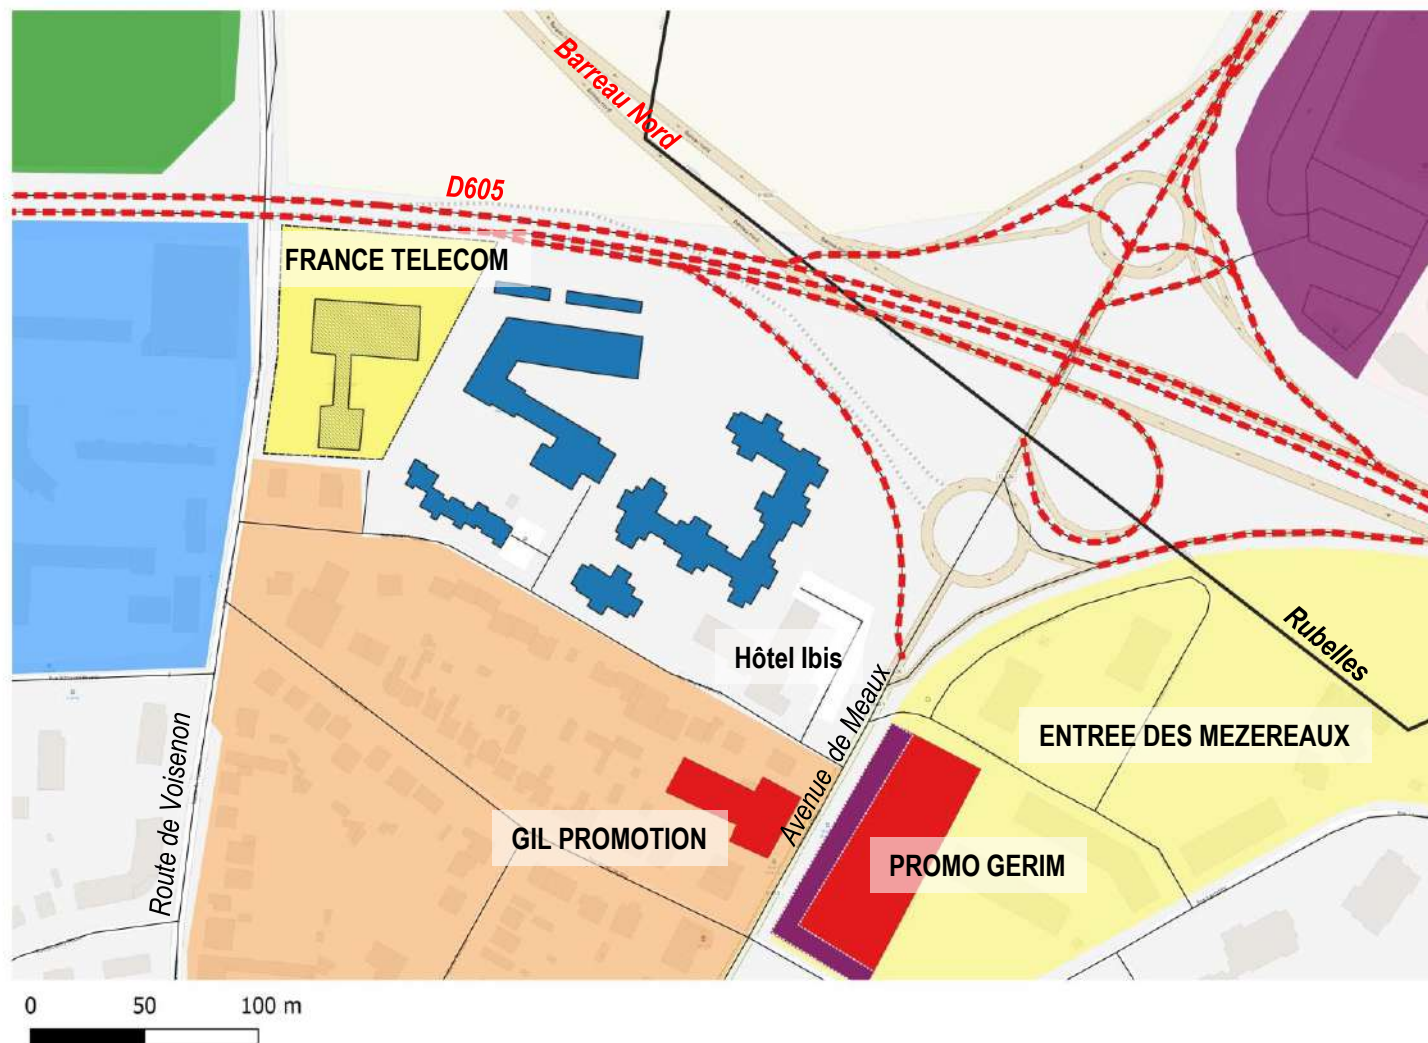 Barreau Nord
D605
FRANCE TELECOM
Rubelles
Hôtel Ibis
Avenue de Meaux
ENTREE DES MEZEREAUX
Route de Voisenon
GIL PROMOTION
PROMO GERIM
0 50 100 m